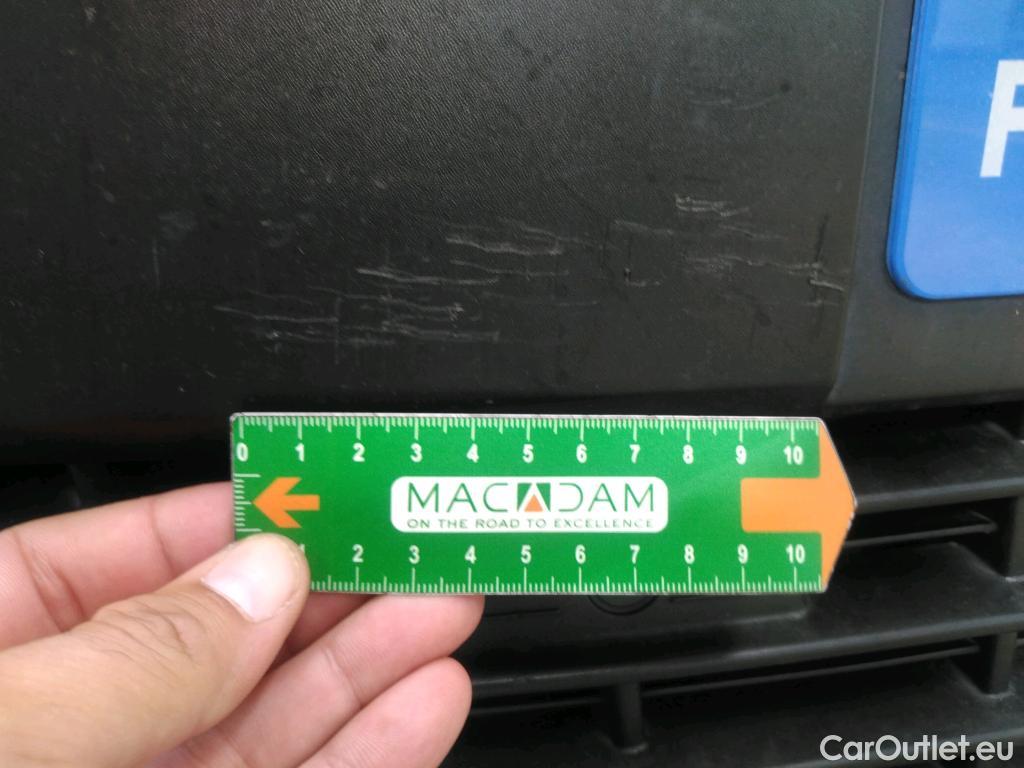 F
0 1 2 3 4 5 6 7 8 9 10
MACADAM
ON THE ROAD TO EXCELLENCE
1 2 3 4 5 6 7 8 9 10
CarOutlet.eu